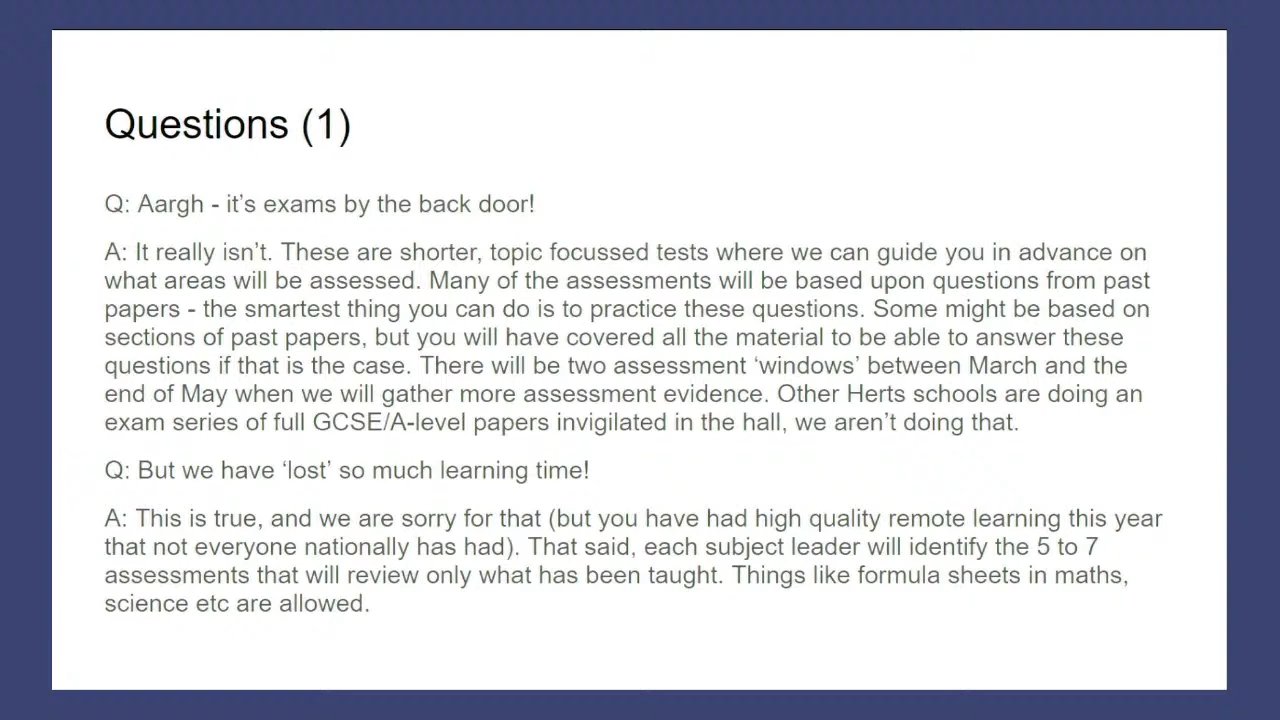 Questions (1)
Q: Aargh - it’s exams by the back door!
A: It really isn’t. These are shorter, topic focussed tests where we can guide you in advance on
what areas will be assessed. Many of the assessments will be based upon questions from past
papers - the smartest thing you can do is to practice these questions. Some might be based on
sections of past papers, but you will have covered all the material to be able to answer these
questions if that is the case. There will be two assessment ‘windows’ between March and the
end of May when we will gather more assessment evidence. Other Herts schools are doing an
exam series of full GCSE/A-level papers invigilated in the hall, we aren’t doing that.
Q: But we have ‘lost’ so much learning time!
A: This is true, and we are sorry for that (but you have had high quality remote learning this year
that not everyone nationally has had). That said, each subject leader will identify the 5 to 7
assessments that will review only what has been taught. Things like formula sheets in maths,
science etc are allowed.